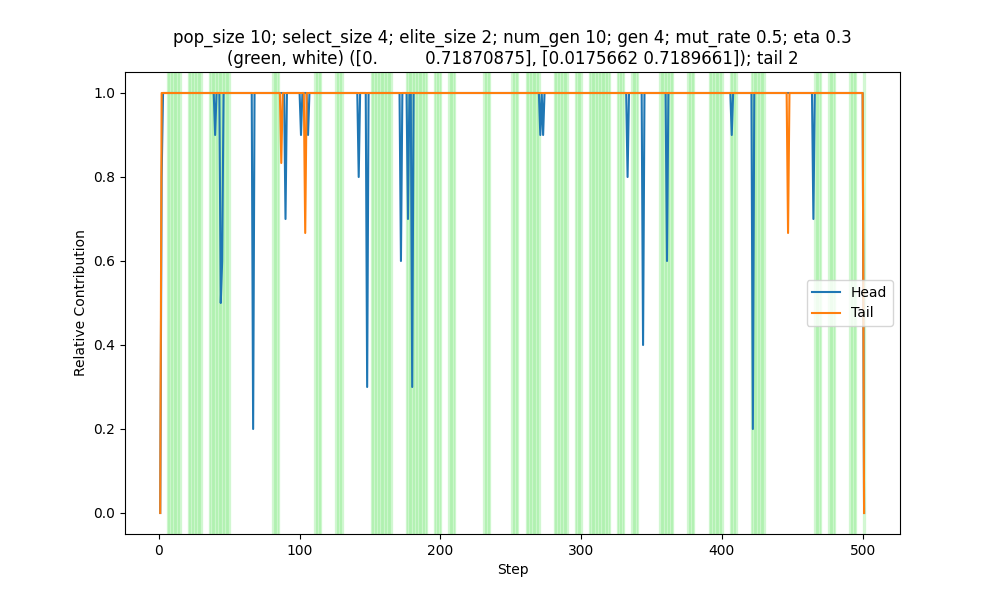 pop_size 10; select_size 4; elite_size 2; num_gen 10; gen 4; mut_rate 0.5; eta 0.3
(green, white) ([0.         0.71870875], [0.0175662 0.7189661]); tail 2
Relative Contribution
1.0
0.8
0.6
0.4
0.2
0.0
Head
Tail
0 100 200 300 400 500
Step